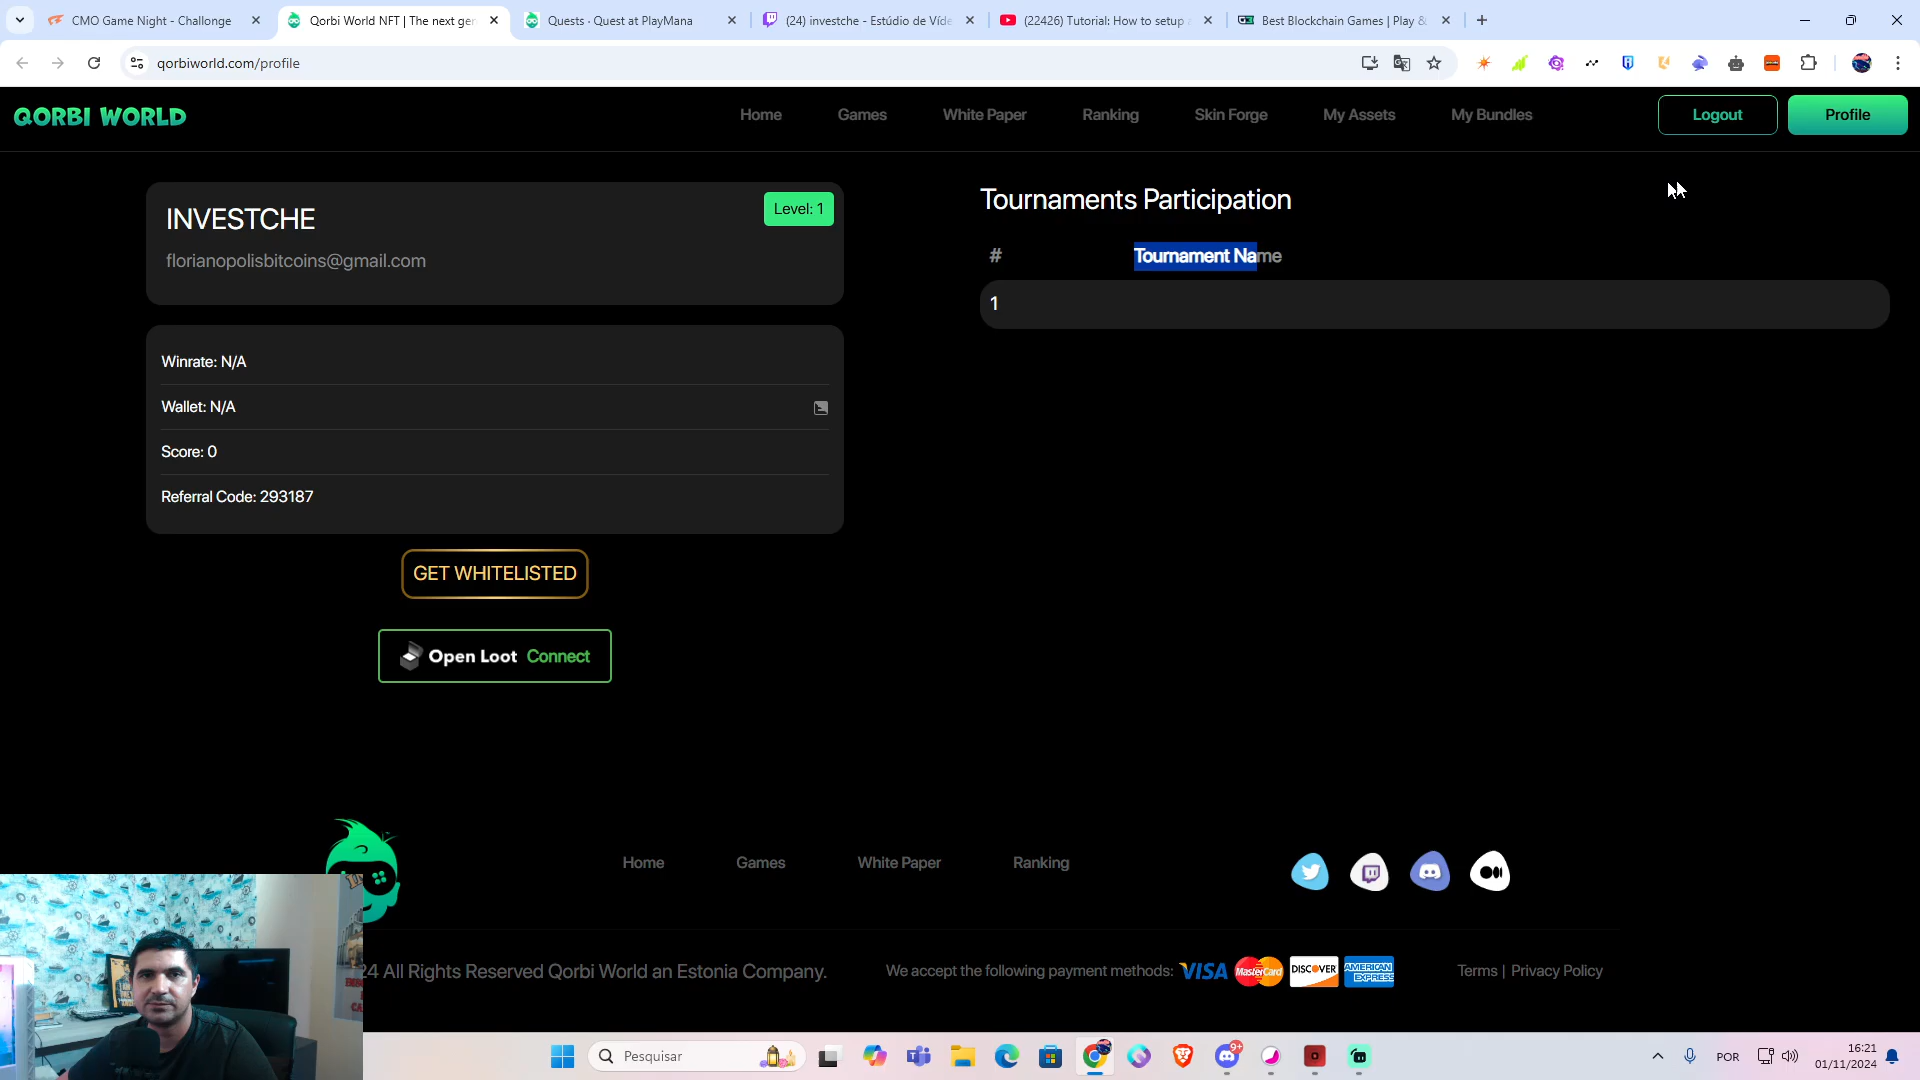 CMO Game Night - Challonge
Qorbi World NFT | The next ger
Quests · Quest at PlayMana
(24) investche - Estúdio de Víde
(22426) Tutorial: How to setup
Best Blockchain Games | Play &
qorbiworld.com/profile
QORBI WORLD
Home
Games
White Paper
Ranking
Skin Forge
My Assets
My Bundles
Logout
Profile
INVESTCHE
Level: 1
florianopolisbitcoins@gmail.com
Winrate: N/A
Wallet: N/A
Score: 0
Referral Code: 293187
GET WHITELISTED
Open Loot Connect
Tournaments Participation
# Tournament Name
1
Home
Games
White Paper
Ranking
24 All Rights Reserved Qorbi World an Estonia Company.
We accept the following payment methods: VISA MasterCard DISCOVER AMERICAN EXPRESS
Terms | Privacy Policy
Pesquisar
9+
POR
16:21
01/11/2024